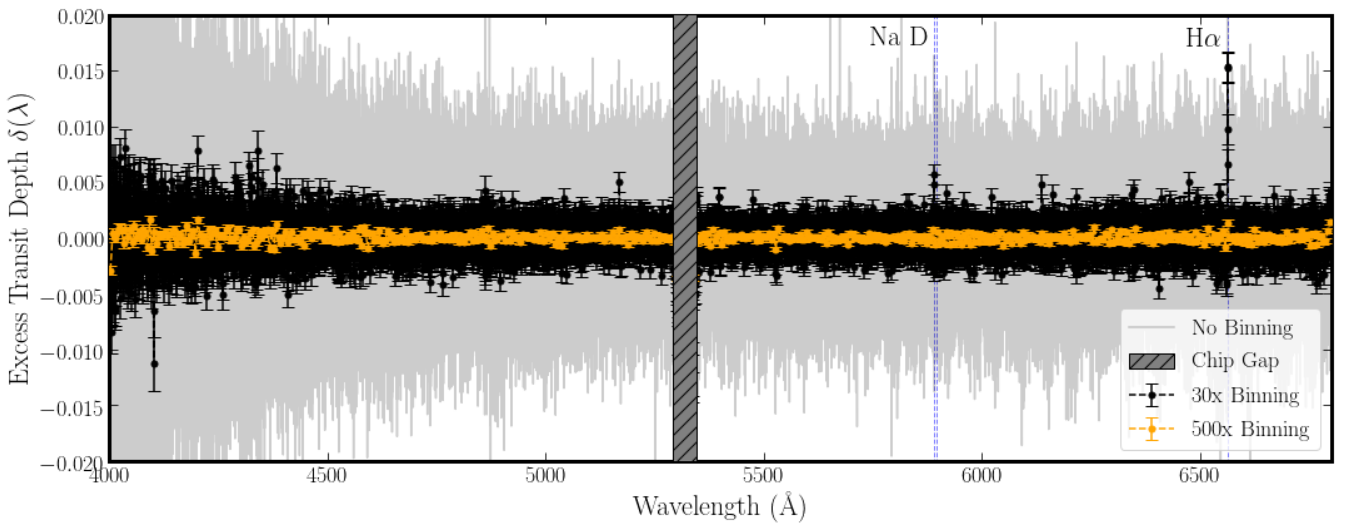 Excess Transit Depth δ(λ)
0.020
0.015
0.010
0.005
0.000
−0.005
−0.010
−0.015
−0.020
Na D
Hα
No Binning
Chip Gap
30x Binning
500x Binning
4000 4500 5000 5500 6000 6500
Wavelength (Å)